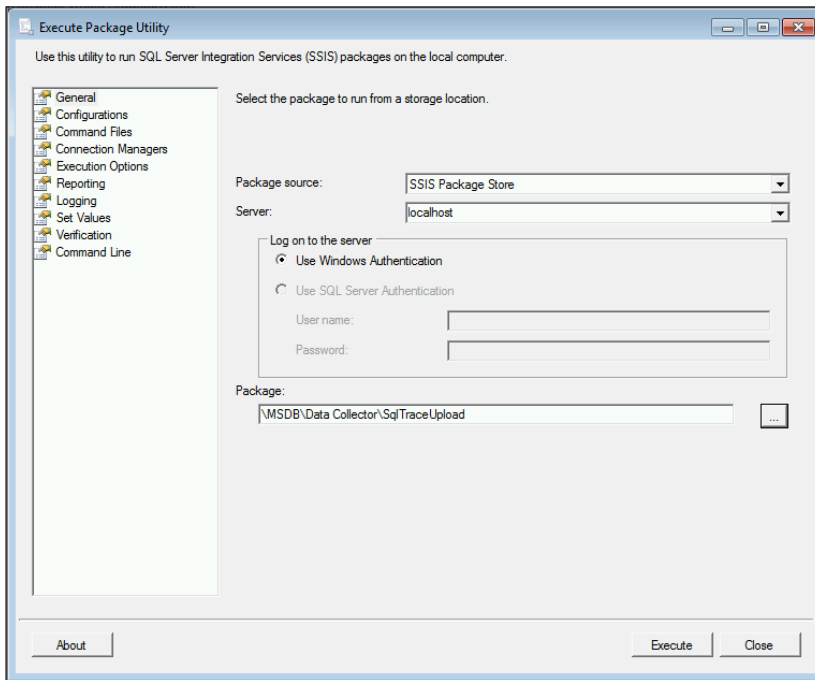 Execute Package Utility
Use this utility to run SQL Server Integration Services (SSIS) packages on the local computer.
General
Configurations
Command Files
Connection Managers
Execution Options
Reporting
Logging
Set Values
Verification
Command Line
Select the package to run from a storage location.
Package source: SSIS Package Store
Server: localhost
Log on to the server
Use Windows Authentication
Use SQL Server Authentication
User name:
Password:
Package:
\MSDB\Data Collector\SqlTraceUpload
...
About Execute Close